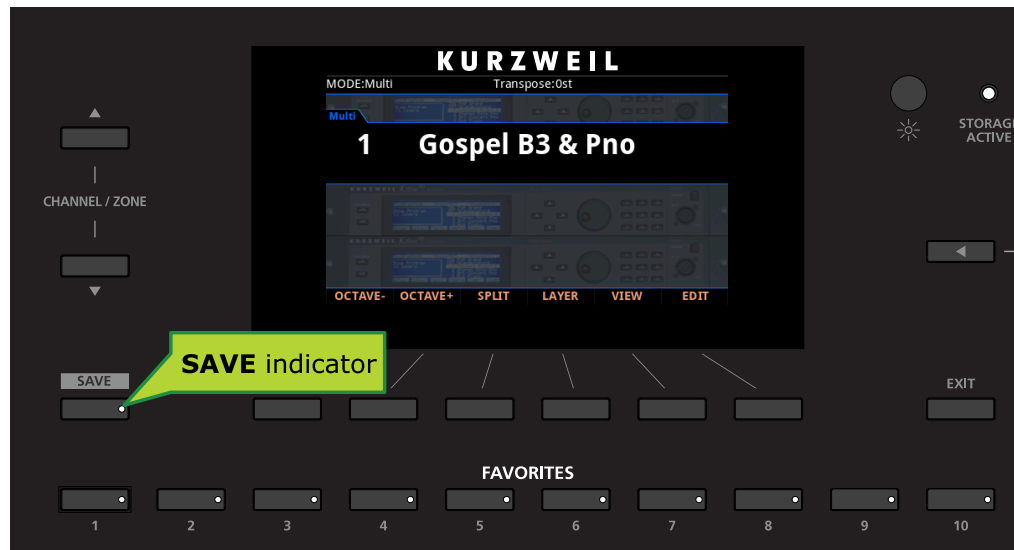 KURZWEIL
MODE:Multi Transpose:0st
Multi
1 Gospel B3 & Pno
STORAGE
ACTIVE
CHANNEL / ZONE
OCTAVE- OCTAVE+ SPLIT LAYER VIEW EDIT
SAVE indicator
SAVE
EXIT
FAVORITES
1 2 3 4 5 6 7 8 9 10